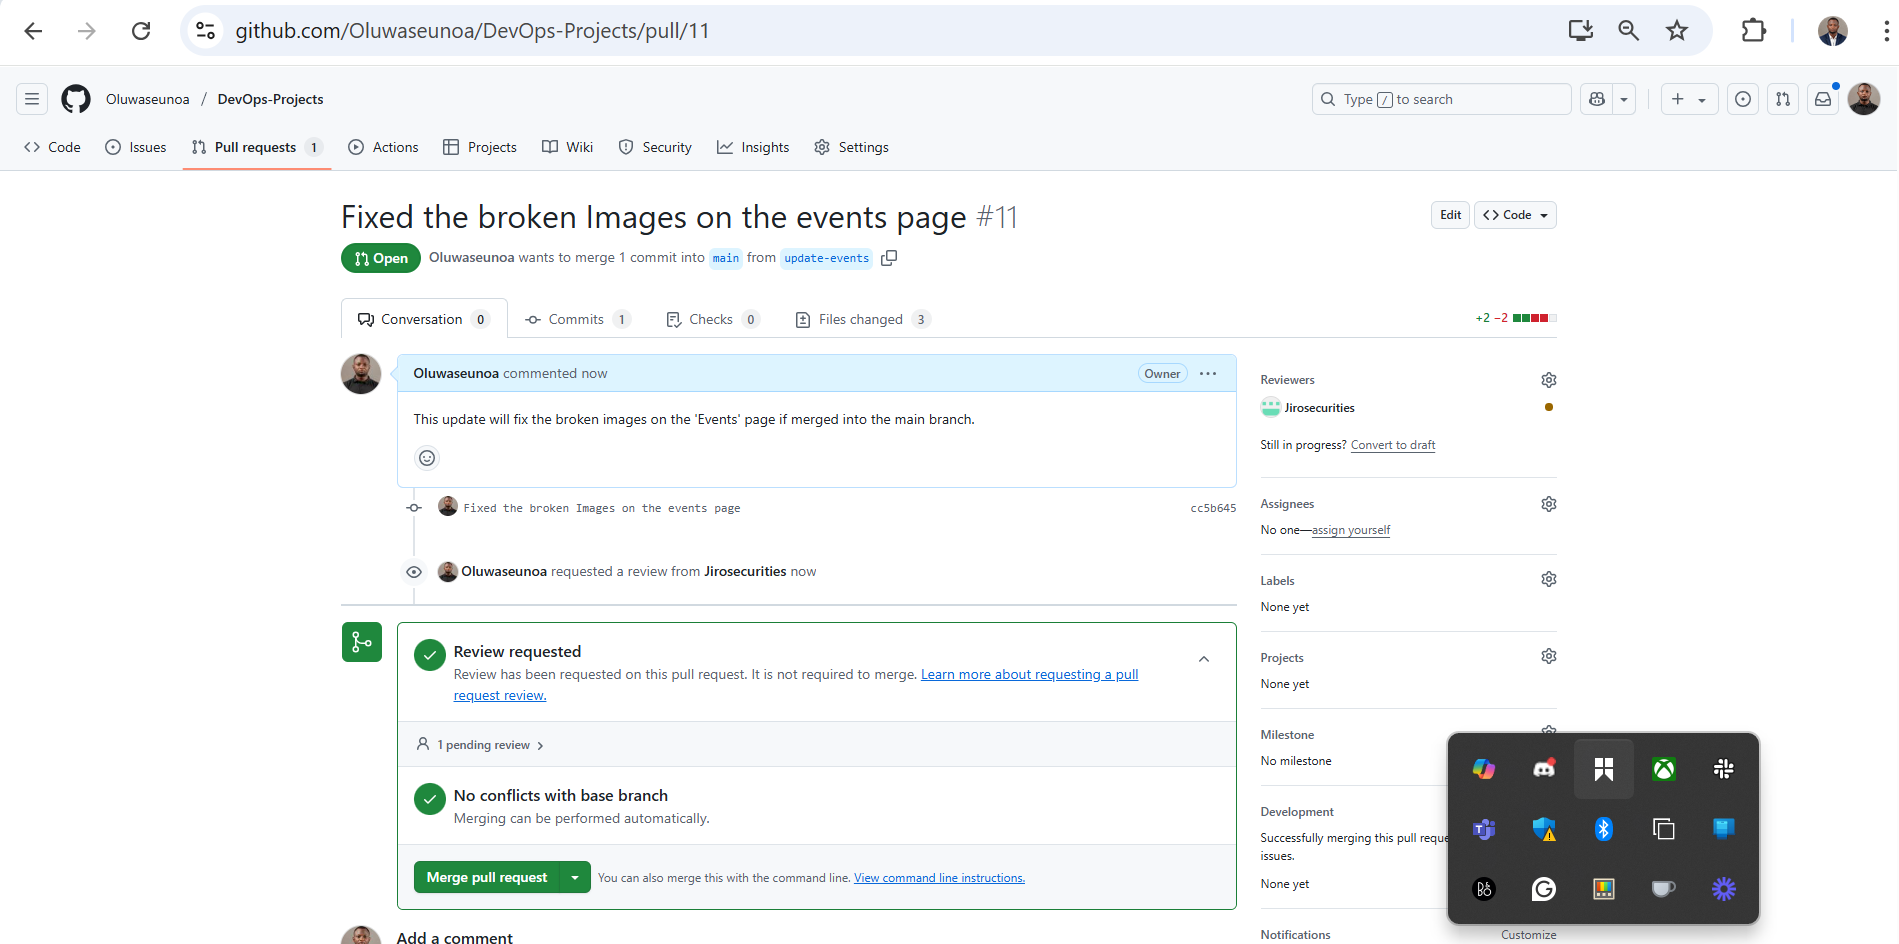 github.com/Oluwaseunoa/DevOps-Projects/pull/11
Oluwaseunoa / DevOps-Projects
Type / to search
Code
Issues
Pull requests 1
Actions
Projects
Wiki
Security
Insights
Settings
Fixed the broken Images on the events page #11
Edit
Code
Open
Oluwaseunoa wants to merge 1 commit into main from update-events
Conversation 0
Commits 1
Checks 0
Files changed 3
+2 −2
Oluwaseunoa commented now
Owner
This update will fix the broken images on the 'Events' page if merged into the main branch.
Fixed the broken Images on the events page
cc5b645
Oluwaseunoa requested a review from Jirosecurities now
Review requested
Review has been requested on this pull request. It is not required to merge. Learn more about requesting a pull
request review.
1 pending review
No conflicts with base branch
Merging can be performed automatically.
Merge pull request
You can also merge this with the command line. View command line instructions.
Add a comment
Reviewers
Jirosecurities
Still in progress? Convert to draft
Assignees
No one—assign yourself
Labels
None yet
Projects
None yet
Milestone
No milestone
Development
Successfully merging this pull reque
issues.
None yet
Notifications
Customize